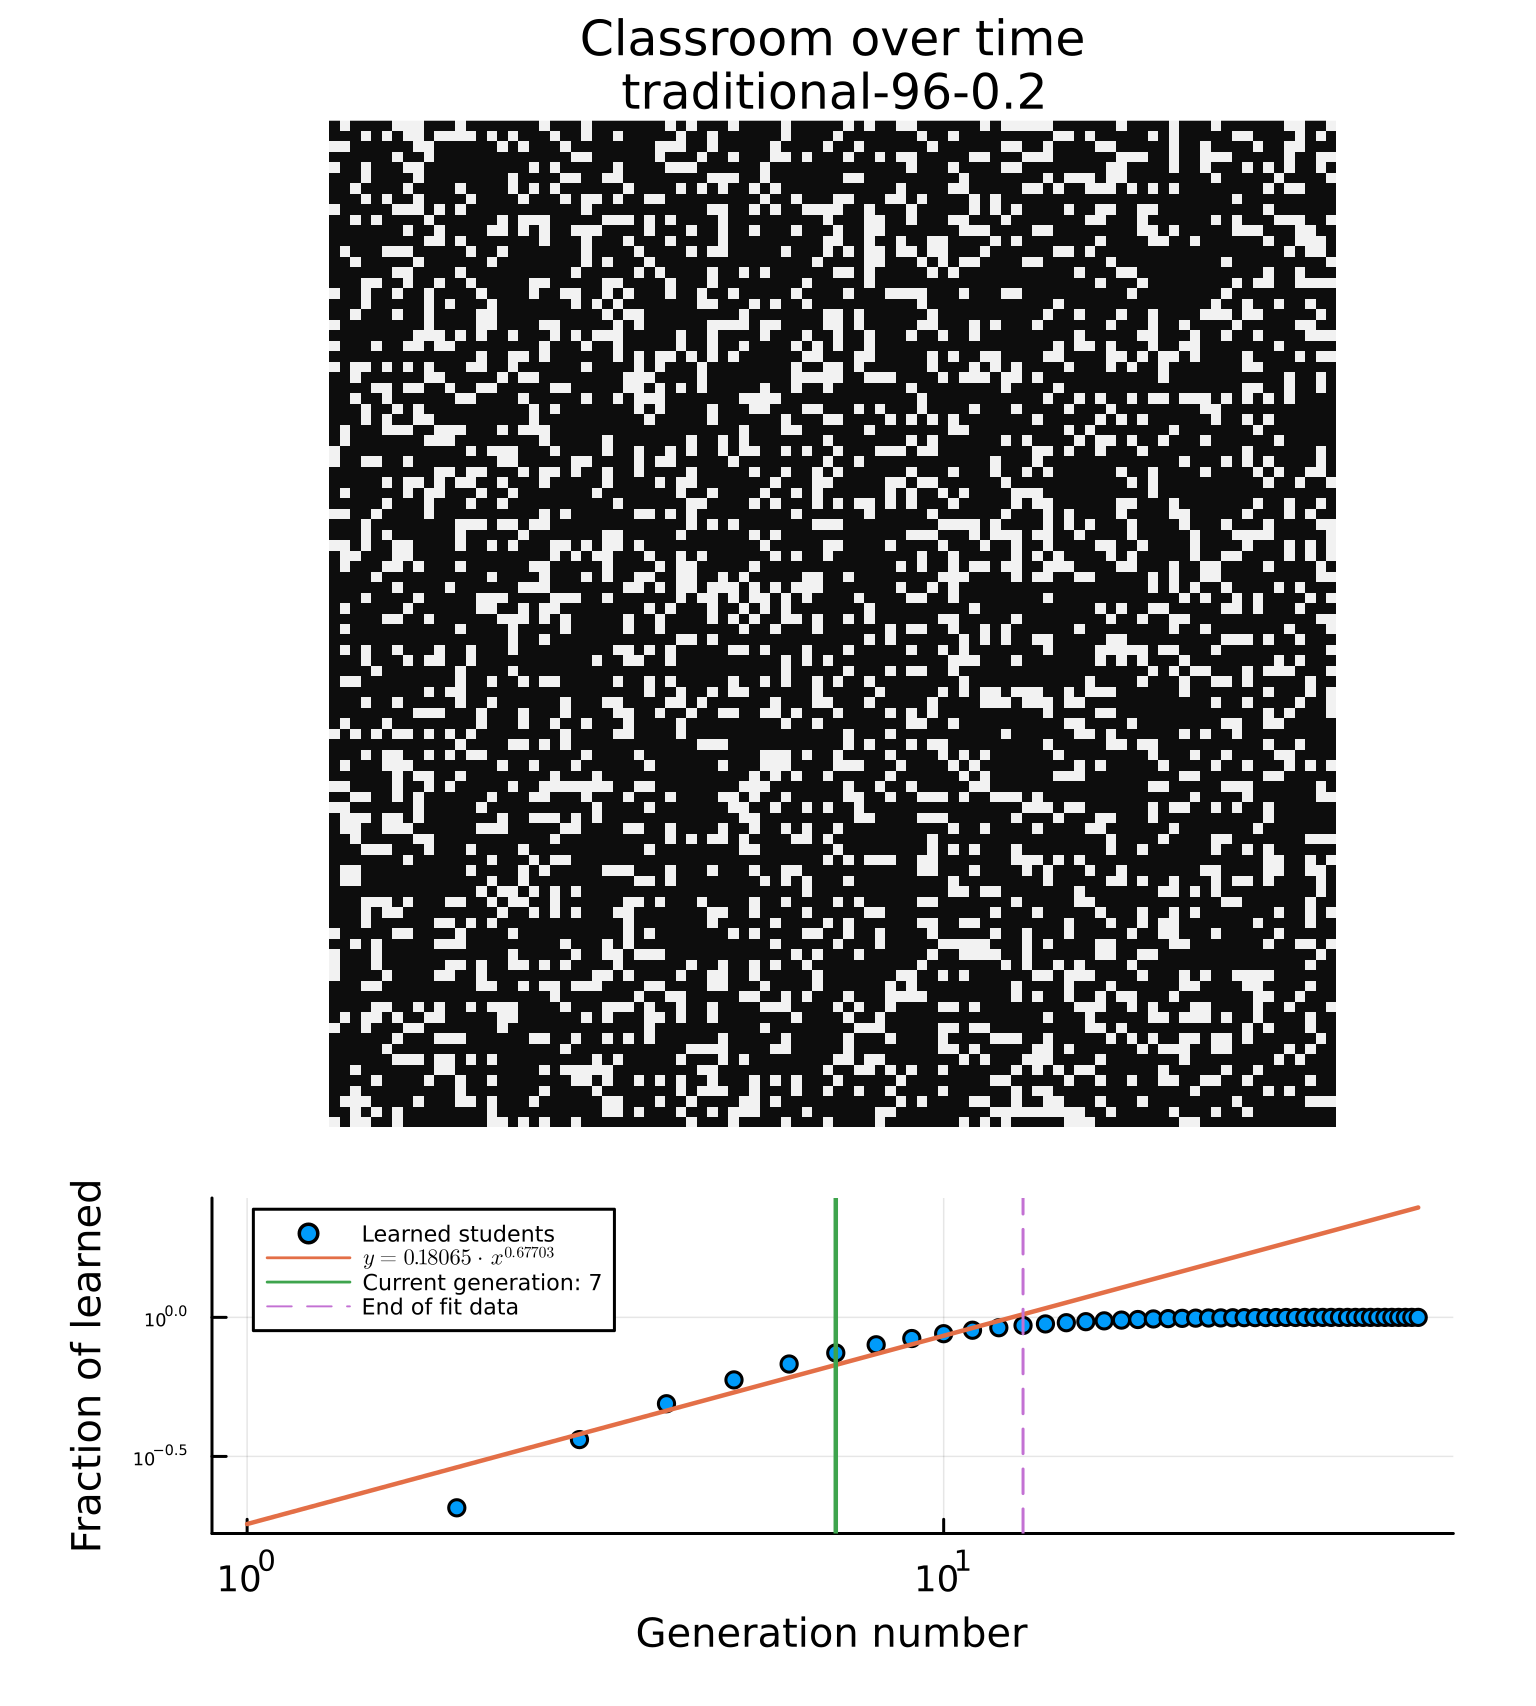 Classroom over time
traditional-96-0.2
Fraction of learned
Learned students
y = 0.18065 · x^0.67703
Current generation: 7
End of fit data
10^0.0
10^−0.5
10^0
10^1
Generation number